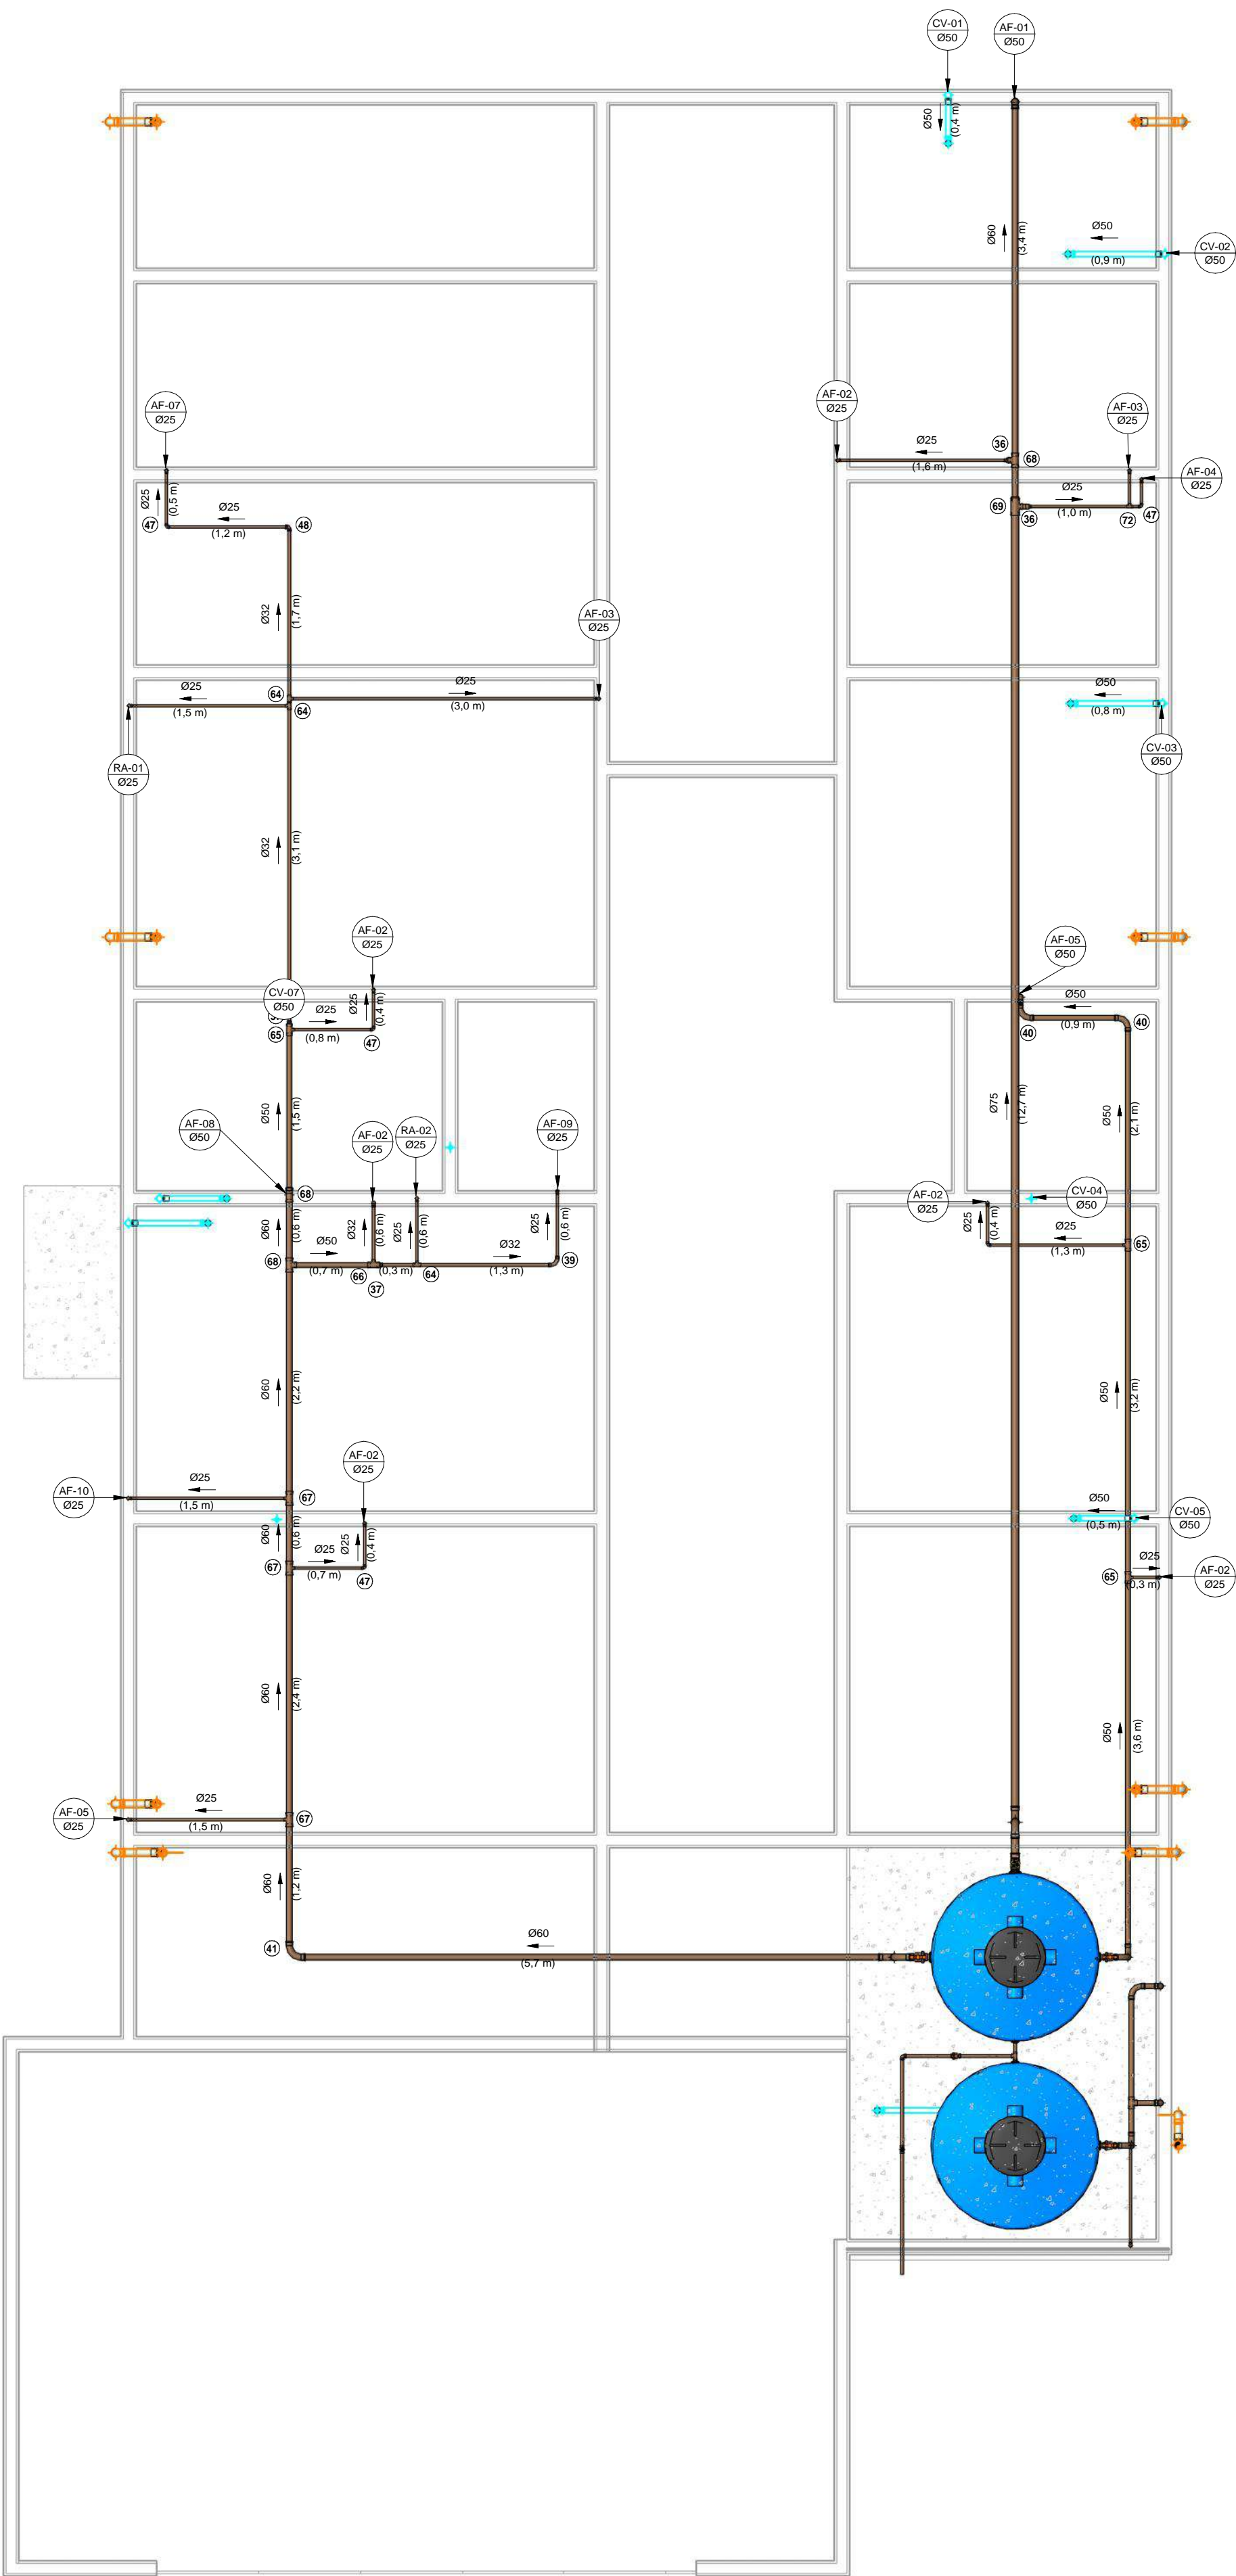 CV-01
Ø50
AF-01
Ø50
Ø50
(0,4 m)
Ø60
(3,4 m)
Ø50
(0,9 m)
CV-02
Ø50
AF-07
Ø25
AF-02
Ø25
AF-03
Ø25
36
68
Ø25
(1,6 m)
AF-04
Ø25
Ø25
(0,5 m)
47
Ø25
(1,2 m)
48
69
36
Ø25
(1,0 m)
72
47
Ø32
(1,7 m)
AF-03
Ø25
Ø25
(1,5 m)
64
64
Ø25
(3,0 m)
Ø50
(0,8 m)
RA-01
Ø25
CV-03
Ø50
Ø32
(3,1 m)
AF-02
Ø25
AF-05
Ø50
CV-07
Ø50
65
Ø25
(0,8 m)
Ø25
(0,4 m)
47
Ø50
(0,9 m)
40
40
Ø50
(1,5 m)
Ø75
(12,7 m)
Ø50
(2,1 m)
AF-08
Ø50
AF-02
Ø25
RA-02
Ø25
AF-09
Ø25
68
AF-02
Ø25
CV-04
Ø50
Ø60
(0,6 m)
Ø32
(0,6 m)
Ø25
(0,6 m)
Ø25
(0,6 m)
Ø25
(0,4 m)
Ø25
(1,3 m)
65
68
Ø50
(0,7 m)
66
37
(0,3 m)
64
Ø32
(1,3 m)
39
Ø60
(2,2 m)
Ø50
(3,2 m)
AF-02
Ø25
AF-10
Ø25
Ø25
(1,5 m)
67
Ø50
(0,5 m)
CV-05
Ø50
Ø60
(0,6 m)
67
Ø25
(0,7 m)
Ø25
(0,4 m)
47
65
Ø25
(0,3 m)
AF-02
Ø25
Ø60
(2,4 m)
Ø50
(3,6 m)
AF-05
Ø25
Ø25
(1,5 m)
67
Ø60
(1,2 m)
41
Ø60
(5,7 m)